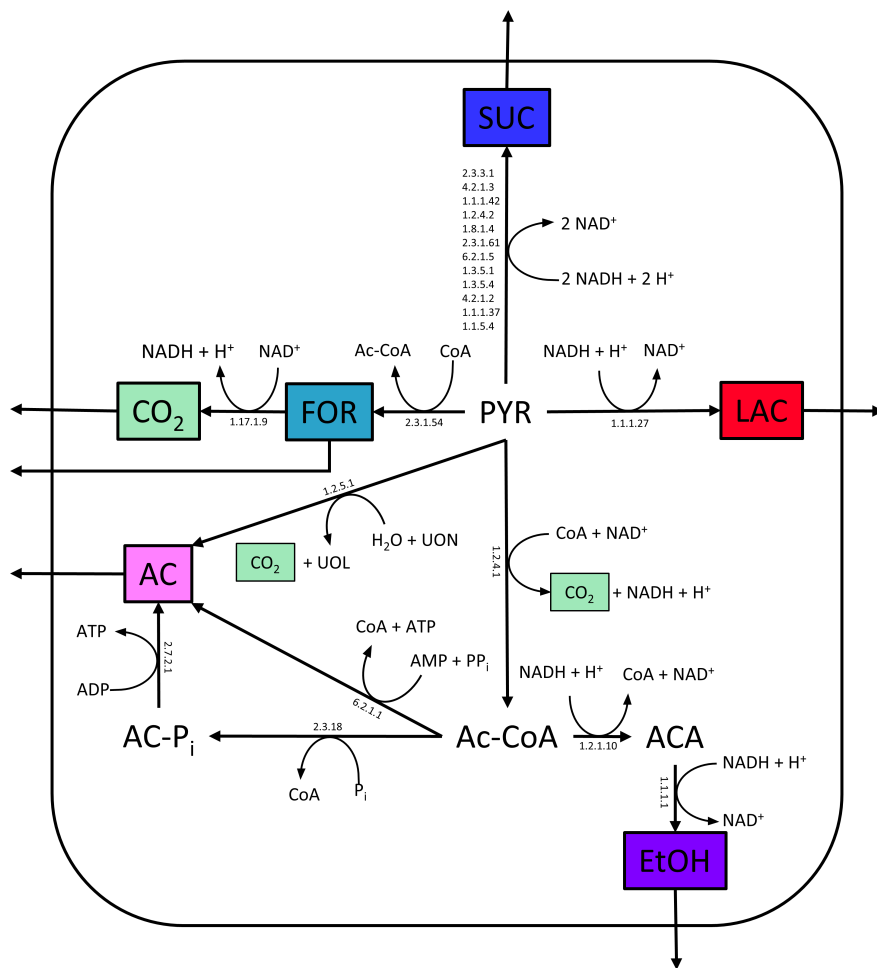 SUC
2.3.3.1
4.2.1.3
1.1.1.42
1.2.4.2
1.8.1.4
2.3.1.61
6.2.1.5
1.3.5.1
1.3.5.4
4.2.1.2
1.1.1.37
1.1.5.4
2 NAD⁺
2 NADH + 2 H⁺
NADH + H⁺
NAD⁺
Ac-CoA
CoA
NADH + H⁺
NAD⁺
CO₂
1.17.1.9
FOR
2.3.1.54
PYR
1.1.1.27
LAC
1.2.5.1
H₂O + UON
CO₂ + UOL
1.2.4.1
CoA + NAD⁺
CO₂ + NADH + H⁺
AC
ATP
ADP
2.7.2.1
CoA + ATP
AMP + PPᵢ
6.2.1.1
NADH + H⁺
CoA + NAD⁺
AC-Pᵢ
2.3.18
CoA
Pᵢ
Ac-CoA
1.2.1.10
ACA
1.1.1.1
NADH + H⁺
NAD⁺
EtOH